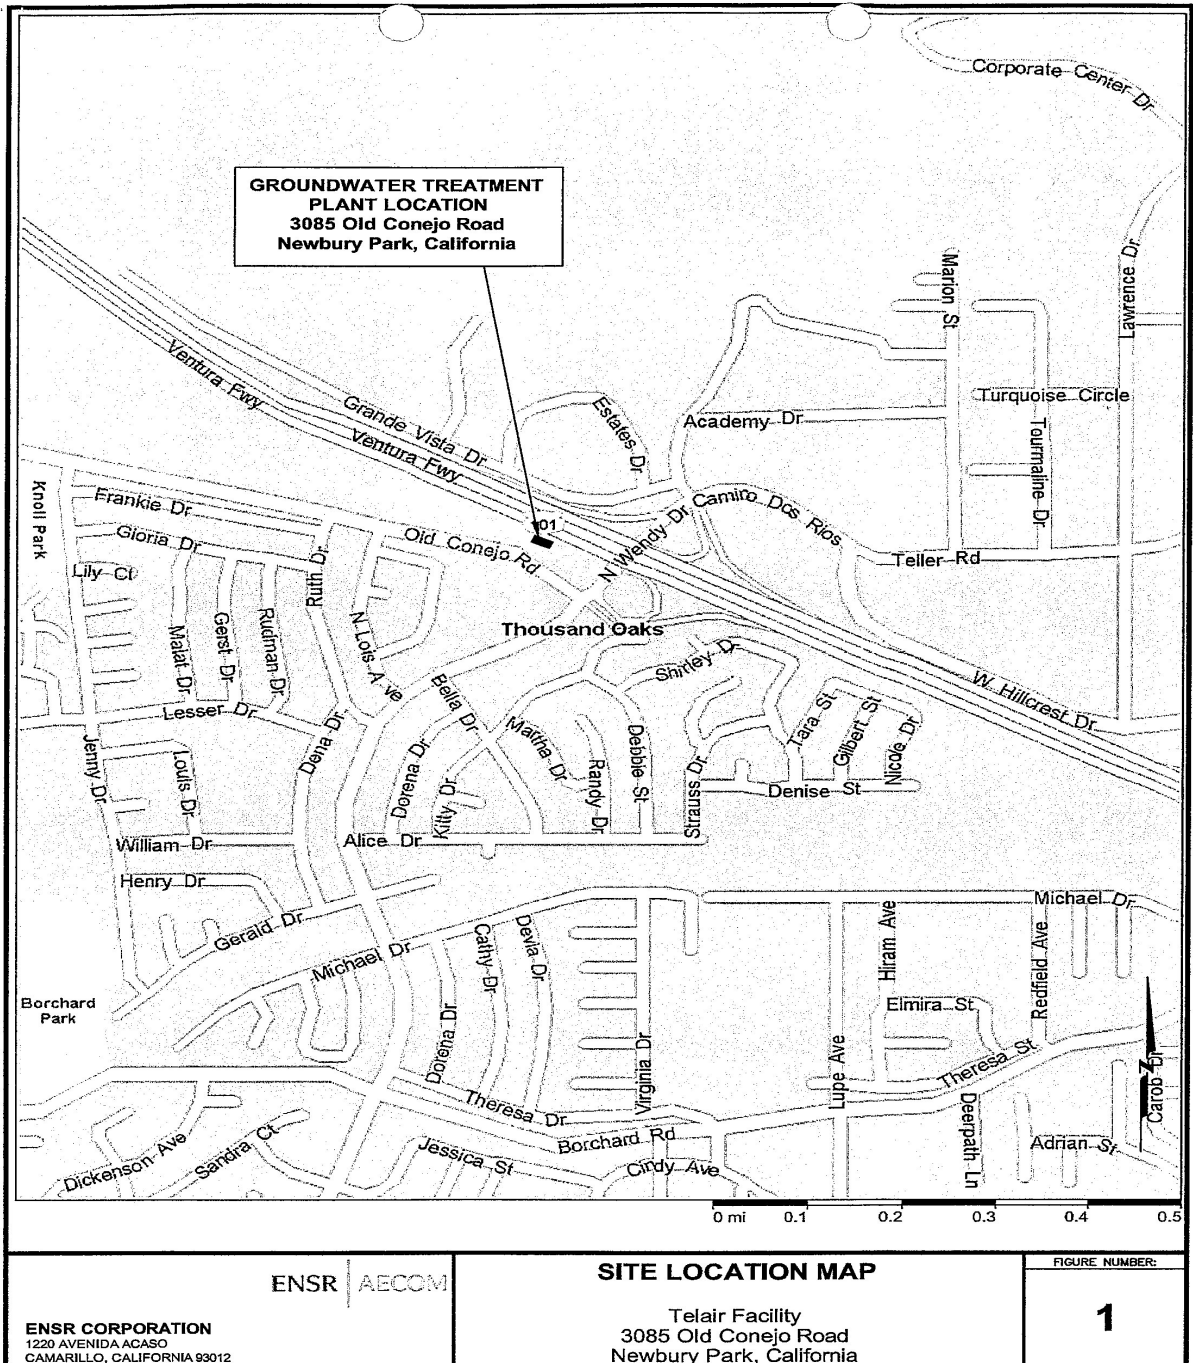 Corporate Center Dr
GROUNDWATER TREATMENT
PLANT LOCATION
3085 Old Conejo Road
Newbury Park, California
Marion St
Lawrence Dr
Ventura Fwy
Grande Vista Dr
Ventura Fwy
Estates Dr
Academy Dr
Turquoise Circle
Tourmaline Dr
Knoll Park
Frankie Dr
Gloria Dr
Lily Ct
Ruth Dr
Old Conejo Rd
101
N Wendy Dr
Camino Dos Rios
Teller Rd
Malat Dr
Gerst Dr
Rudman Dr
N Lois Ave
Thousand Oaks
Shirley Dr
W Hillcrest Dr
Lesser Dr
Bella Dr
Jenny Dr
Louis Dr
Dena Dr
Dorena Dr
Kitty Dr
Martha Dr
Randy Dr
Debbie St
Strauss Dr
Tara St
Gilbert St
Nicole Dr
Denise St
William Dr
Alice Dr
Henry Dr
Gerald Dr
Michael Dr
Michael Dr
Cathy Dr
Devia Dr
Hiram Ave
Redfield Ave
Elmira St
Borchard
Park
Dorena Dr
Virginia Dr
Lupe Ave
Theresa St
N
Carob Dr
Theresa Dr
Borchard Rd
Deerpath Ln
Adrian St
Dickenson Ave
Sandra Ct
Jessica St
Cindy Ave
0 mi 0.1 0.2 0.3 0.4 0.5
ENSR AECOM
ENSR CORPORATION
1220 AVENIDA ACASO
CAMARILLO, CALIFORNIA 93012
SITE LOCATION MAP
Telair Facility
3085 Old Conejo Road
Newbury Park, California
FIGURE NUMBER:
1